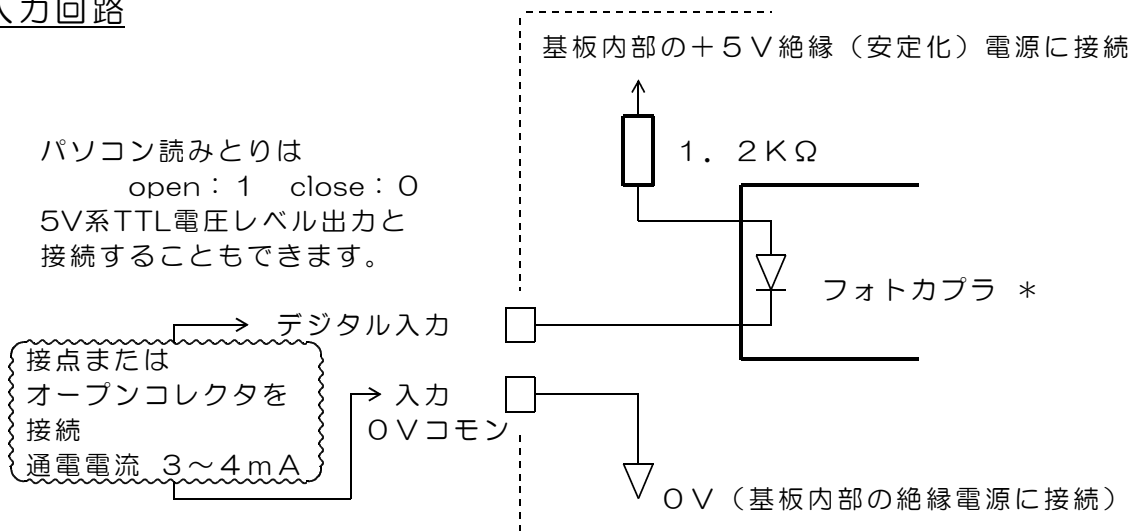 入力回路
基板内部の＋５Ｖ絶縁（安定化）電源に接続
１．２ＫΩ
パソコン読みとりは
open：１ close：０
5V系TTL電圧レベル出力と
接続することもできます。
フォトカプラ ＊
デジタル入力
接点または
オープンコレクタを
接続
通電電流 ３～４ｍＡ
入力
０Ｖコモン
０Ｖ（基板内部の絶縁電源に接続）